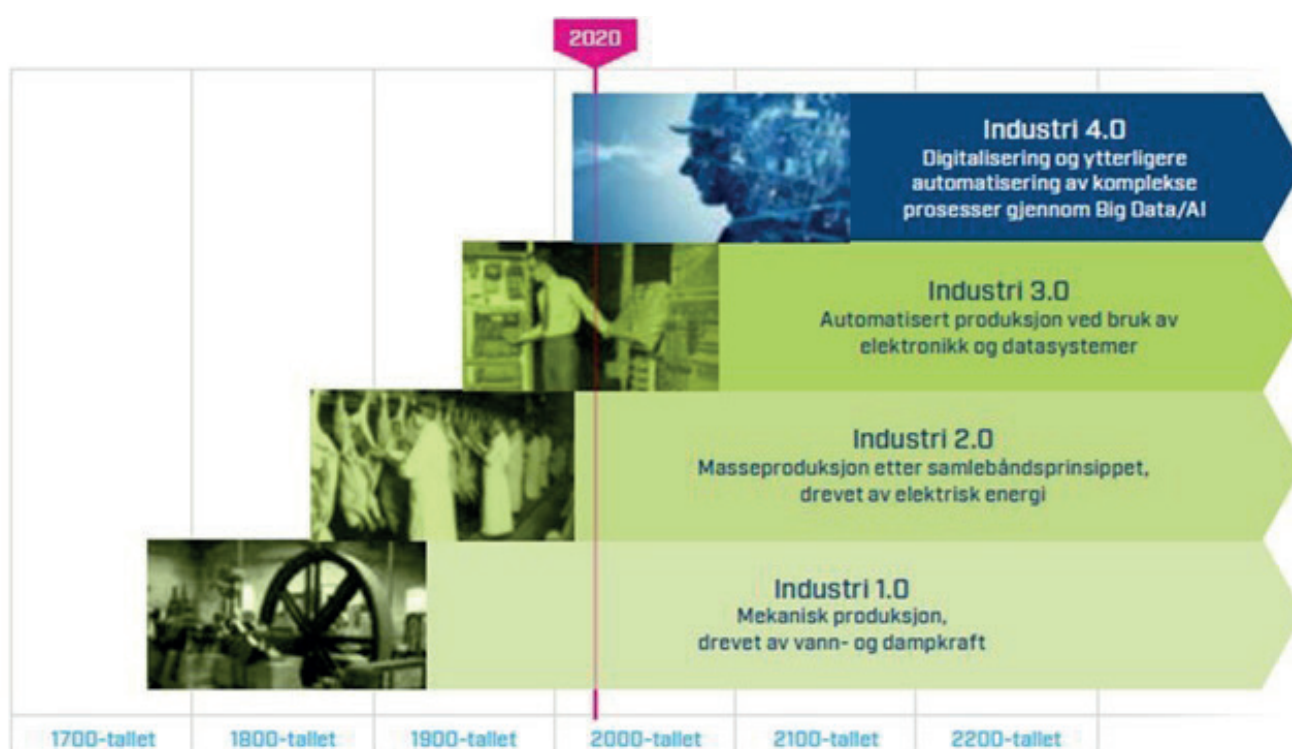 2020
Industri 4.0
Digitalisering og ytterligere
automatisering av komplekse
prosesser gjennom Big Data/AI
Industri 3.0
Automatisert produksjon ved bruk av
elektronikk og datasystemer
Industri 2.0
Masseproduksjon etter samlebåndsprinsippet,
drevet av elektrisk energi
Industri 1.0
Mekanisk produksjon,
drevet av vann- og dampkraft
1700-tallet 1800-tallet 1900-tallet 2000-tallet 2100-tallet 2200-tallet